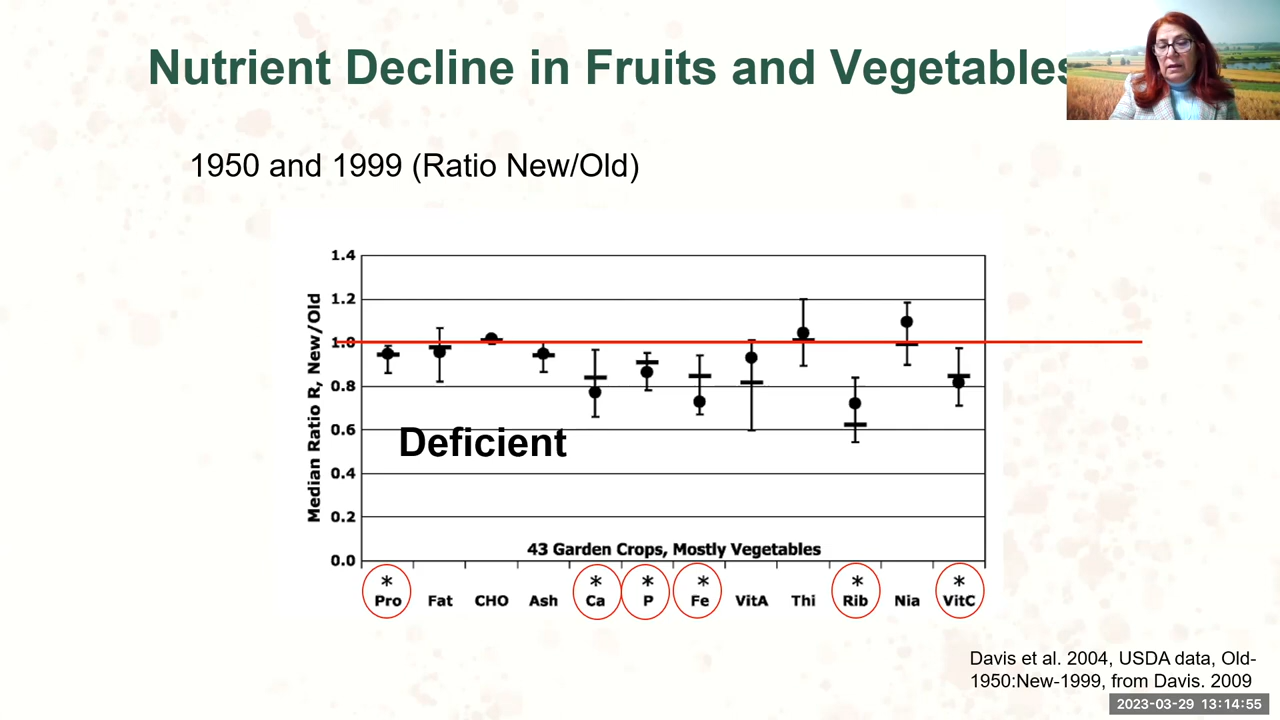 Nutrient Decline in Fruits and Vegetables
1950 and 1999 (Ratio New/Old)
Median Ratio R, New/Old
1.4
1.2
1.0
0.8
0.6
0.4
0.2
0.0
Deficient
43 Garden Crops, Mostly Vegetables
* * * * * *
Pro Fat CHO Ash Ca P Fe VitA Thi Rib Nia VitC
Davis et al. 2004, USDA data, Old-
1950:New-1999, from Davis. 2009
2023-03-29 13:14:55